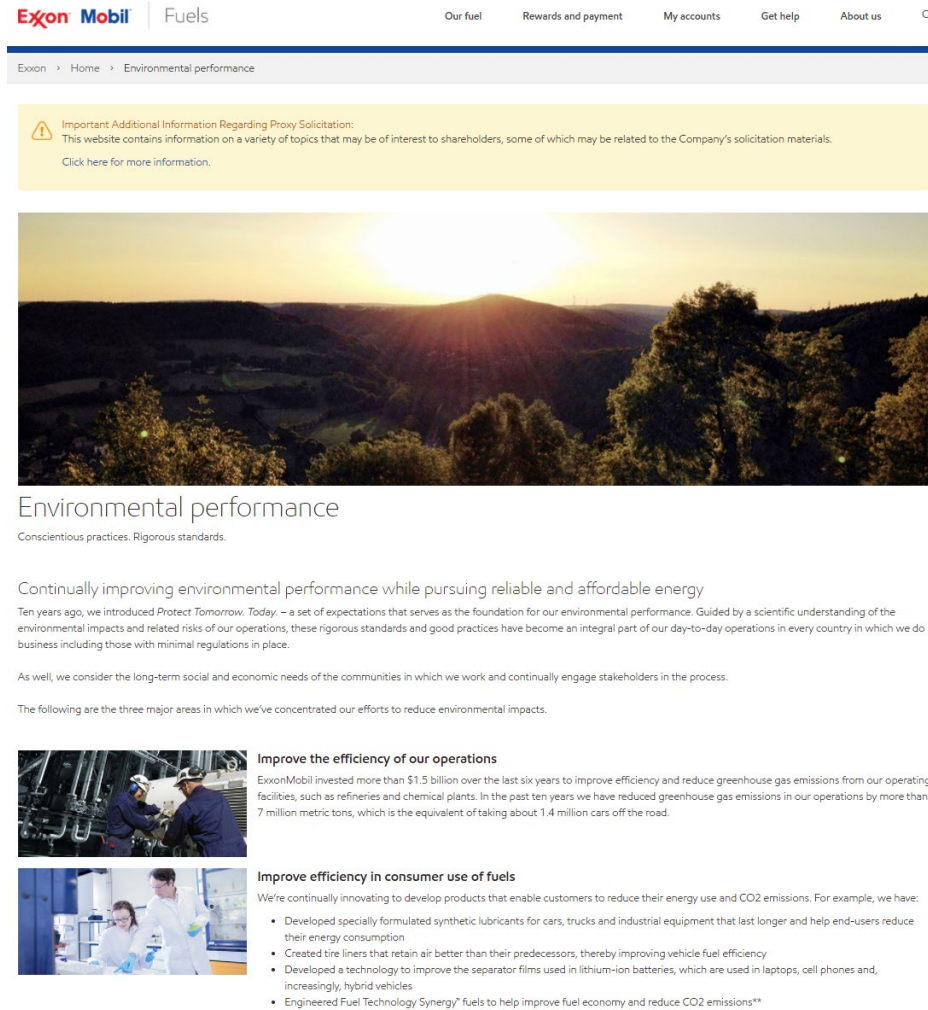 Exxon Mobil Fuels
Our fuel Rewards and payment My accounts Get help About us
Exxon > Home > Environmental performance
Important Additional Information Regarding Proxy Solicitation:
This website contains information on a variety of topics that may be of interest to shareholders, some of which may be related to the Company's solicitation materials.
Click here for more information.
Environmental performance
Conscientious practices. Rigorous standards.
Continually improving environmental performance while pursuing reliable and affordable energy
Ten years ago, we introduced Protect Tomorrow. Today. – a set of expectations that serves as the foundation for our environmental performance. Guided by a scientific understanding of the
environmental impacts and related risks of our operations, these rigorous standards and good practices have become an integral part of our day-to-day operations in every country in which we do
business including those with minimal regulations in place.
As well, we consider the long-term social and economic needs of the communities in which we work and continually engage stakeholders in the process.
The following are the three major areas in which we've concentrated our efforts to reduce environmental impacts.
Improve the efficiency of our operations
ExxonMobil invested more than $1.5 billion over the last six years to improve efficiency and reduce greenhouse gas emissions from our operating
facilities, such as refineries and chemical plants. In the past ten years we have reduced greenhouse gas emissions in our operations by more than
7 million metric tons, which is the equivalent of taking about 1.4 million cars off the road.
Improve efficiency in consumer use of fuels
We're continually innovating to develop products that enable customers to reduce their energy use and CO2 emissions. For example, we have:
• Developed specially formulated synthetic lubricants for cars, trucks and industrial equipment that last longer and help end-users reduce
their energy consumption
• Created tire liners that retain air better than their predecessors, thereby improving vehicle fuel efficiency
• Developed a technology to improve the separator films used in lithium-ion batteries, which are used in laptops, cell phones and,
increasingly, hybrid vehicles
• Engineered Fuel Technology Synergy™ fuels to help improve fuel economy and reduce CO2 emissions**